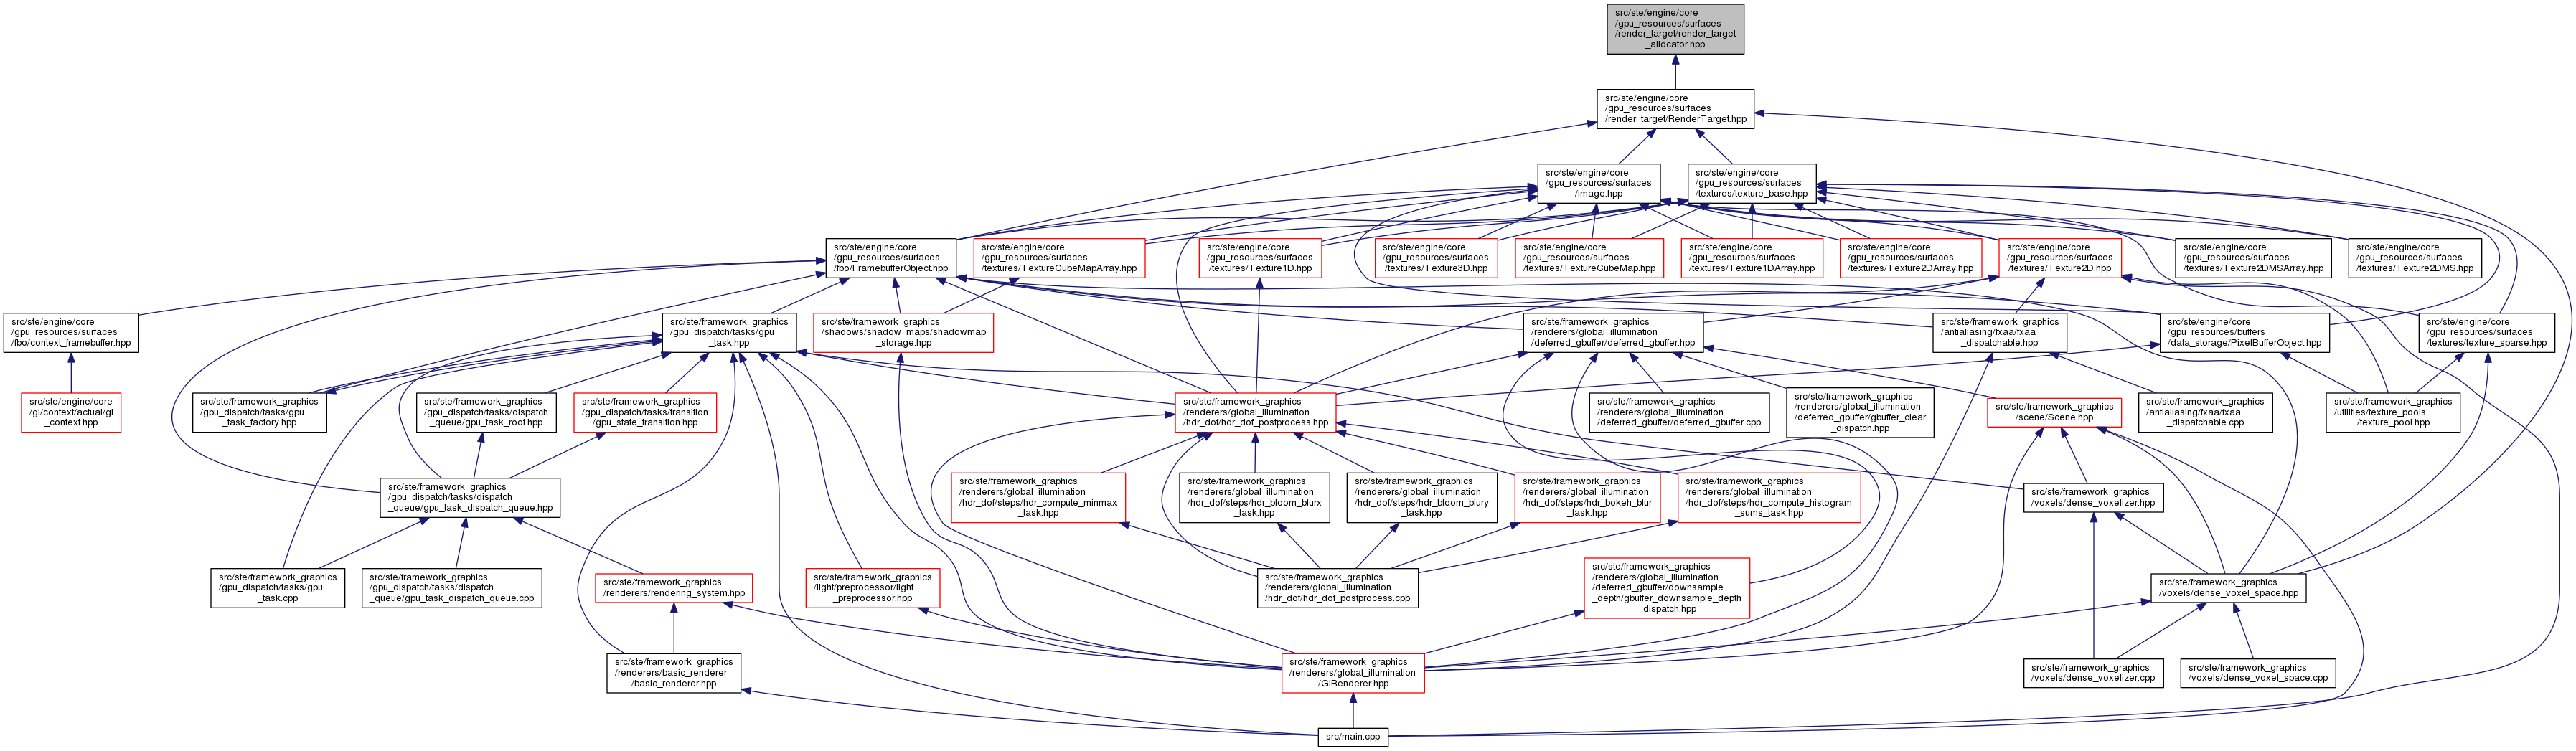 src/ste/engine/core
/gpu_resources/surfaces
/render_target/render_target
_allocator.hpp
src/ste/engine/core
/gpu_resources/surfaces
/render_target/RenderTarget.hpp
src/ste/engine/core
/gpu_resources/surfaces
/image.hpp
src/ste/engine/core
/gpu_resources/surfaces
/textures/texture_base.hpp
src/ste/engine/core
/gpu_resources/surfaces
/fbo/FramebufferObject.hpp
src/ste/engine/core
/gpu_resources/surfaces
/textures/TextureCubeMapArray.hpp
src/ste/engine/core
/gpu_resources/surfaces
/textures/Texture1D.hpp
src/ste/engine/core
/gpu_resources/surfaces
/textures/Texture3D.hpp
src/ste/engine/core
/gpu_resources/surfaces
/textures/TextureCubeMap.hpp
src/ste/engine/core
/gpu_resources/surfaces
/textures/Texture1DArray.hpp
src/ste/engine/core
/gpu_resources/surfaces
/textures/Texture2DArray.hpp
src/ste/engine/core
/gpu_resources/surfaces
/textures/Texture2D.hpp
src/ste/engine/core
/gpu_resources/surfaces
/textures/Texture2DMSArray.hpp
src/ste/engine/core
/gpu_resources/surfaces
/textures/Texture2DMS.hpp
src/ste/engine/core
/gpu_resources/surfaces
/fbo/context_framebuffer.hpp
src/ste/framework_graphics
/gpu_dispatch/tasks/gpu
_task.hpp
src/ste/framework_graphics
/shadows/shadow_maps/shadowmap
_storage.hpp
src/ste/framework_graphics
/renderers/global_illumination
/deferred_gbuffer/deferred_gbuffer.hpp
src/ste/framework_graphics
/antialiasing/fxaa/fxaa
_dispatchable.hpp
src/ste/engine/core
/gpu_resources/buffers
/data_storage/PixelBufferObject.hpp
src/ste/engine/core
/gpu_resources/surfaces
/textures/texture_sparse.hpp
src/ste/engine/core
/gl/context/actual/gl
_context.hpp
src/ste/framework_graphics
/gpu_dispatch/tasks/gpu
_task_factory.hpp
src/ste/framework_graphics
/gpu_dispatch/tasks/dispatch
_queue/gpu_task_root.hpp
src/ste/framework_graphics
/gpu_dispatch/tasks/transition
/gpu_state_transition.hpp
src/ste/framework_graphics
/renderers/global_illumination
/hdr_dof/hdr_dof_postprocess.hpp
src/ste/framework_graphics
/renderers/global_illumination
/deferred_gbuffer/deferred_gbuffer.cpp
src/ste/framework_graphics
/renderers/global_illumination
/deferred_gbuffer/gbuffer_clear
_dispatch.hpp
src/ste/framework_graphics
/scene/Scene.hpp
src/ste/framework_graphics
/antialiasing/fxaa/fxaa
_dispatchable.cpp
src/ste/framework_graphics
/utilities/texture_pools
/texture_pool.hpp
src/ste/framework_graphics
/gpu_dispatch/tasks/dispatch
_queue/gpu_task_dispatch_queue.hpp
src/ste/framework_graphics
/renderers/global_illumination
/hdr_dof/steps/hdr_compute_minmax
_task.hpp
src/ste/framework_graphics
/renderers/global_illumination
/hdr_dof/steps/hdr_bloom_blurx
_task.hpp
src/ste/framework_graphics
/renderers/global_illumination
/hdr_dof/steps/hdr_bloom_blury
_task.hpp
src/ste/framework_graphics
/renderers/global_illumination
/hdr_dof/steps/hdr_bokeh_blur
_task.hpp
src/ste/framework_graphics
/renderers/global_illumination
/hdr_dof/steps/hdr_compute_histogram
_sums_task.hpp
src/ste/framework_graphics
/voxels/dense_voxelizer.hpp
src/ste/framework_graphics
/gpu_dispatch/tasks/gpu
_task.cpp
src/ste/framework_graphics
/gpu_dispatch/tasks/dispatch
_queue/gpu_task_dispatch_queue.cpp
src/ste/framework_graphics
/renderers/rendering_system.hpp
src/ste/framework_graphics
/light/preprocessor/light
_preprocessor.hpp
src/ste/framework_graphics
/renderers/global_illumination
/hdr_dof/hdr_dof_postprocess.cpp
src/ste/framework_graphics
/renderers/global_illumination
/deferred_gbuffer/downsample
_depth/gbuffer_downsample_depth
_dispatch.hpp
src/ste/framework_graphics
/voxels/dense_voxel_space.hpp
src/ste/framework_graphics
/renderers/basic_renderer
/basic_renderer.hpp
src/ste/framework_graphics
/renderers/global_illumination
/GIRenderer.hpp
src/ste/framework_graphics
/voxels/dense_voxelizer.cpp
src/ste/framework_graphics
/voxels/dense_voxel_space.cpp
src/main.cpp